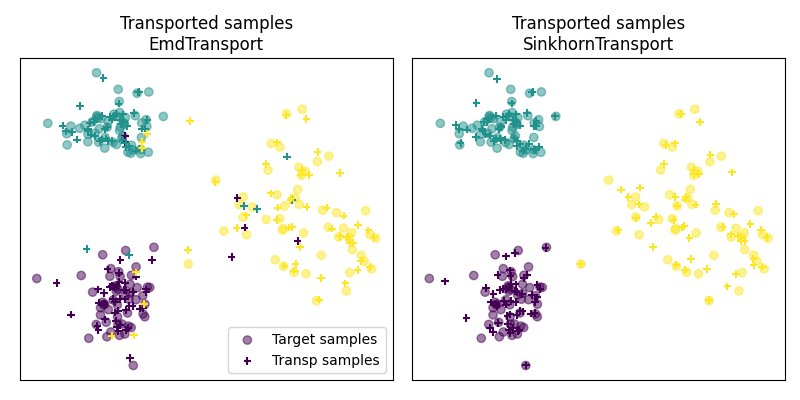 Transported samples
EmdTransport
Transported samples
SinkhornTransport
Target samples
Transp samples